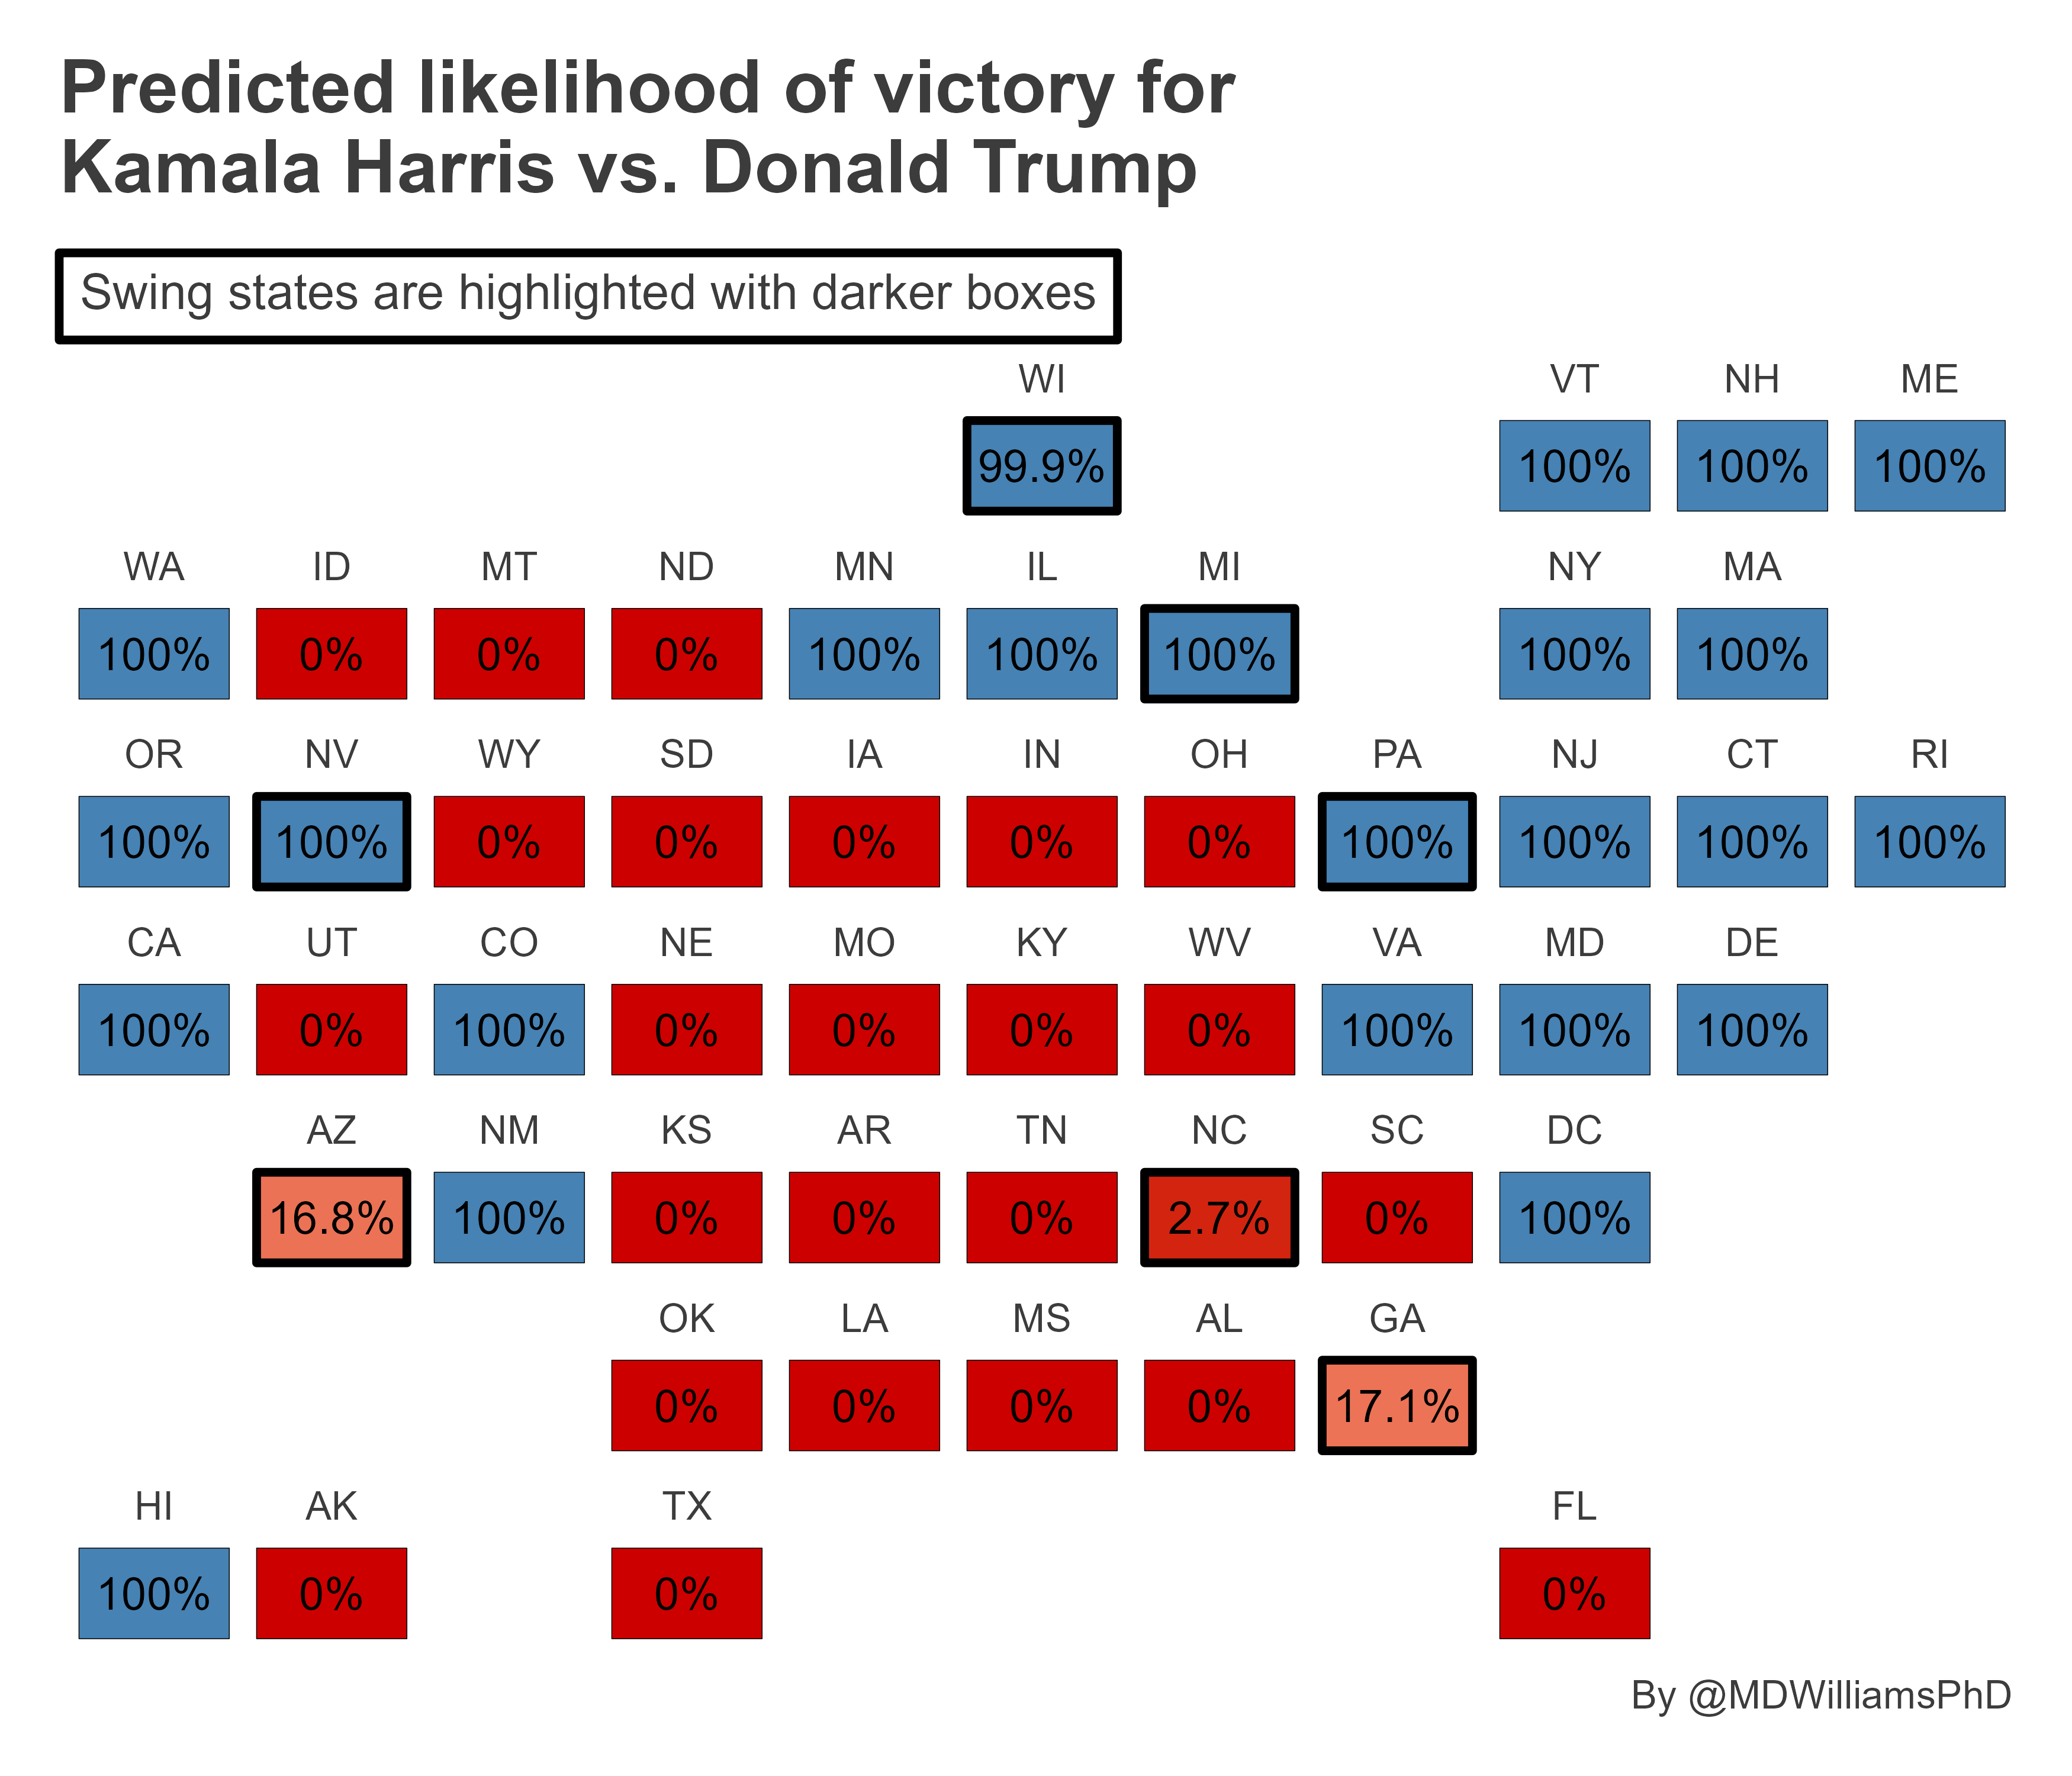 Predicted likelihood of victory for
Kamala Harris vs. Donald Trump
Swing states are highlighted with darker boxes
WI VT NH ME
99.9% 100% 100% 100%
WA ID MT ND MN IL MI NY MA
100% 0% 0% 0% 100% 100% 100% 100% 100%
OR NV WY SD IA IN OH PA NJ CT RI
100% 100% 0% 0% 0% 0% 0% 100% 100% 100% 100%
CA UT CO NE MO KY WV VA MD DE
100% 0% 100% 0% 0% 0% 0% 100% 100% 100%
AZ NM KS AR TN NC SC DC
16.8% 100% 0% 0% 0% 2.7% 0% 100%
OK LA MS AL GA
0% 0% 0% 0% 17.1%
HI AK TX FL
100% 0% 0% 0%
By @MDWilliamsPhD